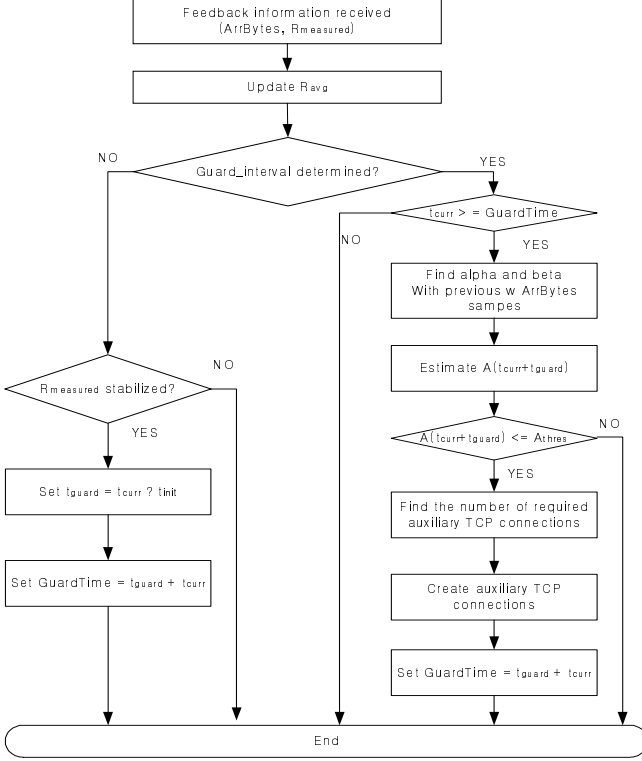 Feedback information received
(ArrBytes, Rmeasured)
Update Ravg
Guard_interval determined?
NO
YES
tcurr > = GuardTime
NO
YES
Find alpha and beta
With previous w ArrBytes
sampes
Estimate A(tcurr+tguard)
Rmeasured stabilized?
NO
YES
A(tcurr+tguard) <= Athres
NO
YES
Set tguard = tcurr ? tinit
Find the number of required
auxiliary TCP connections
Set GuardTime = tguard + tcurr
Create auxiliary TCP
connections
Set GuardTime = tguard + tcurr
End